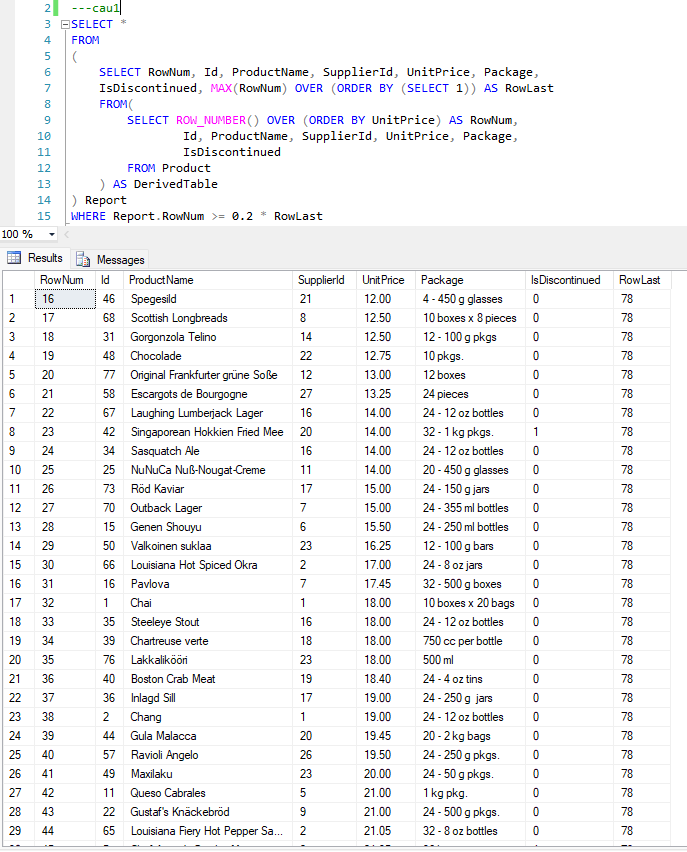 2 ---cau1
3 SELECT *
4 FROM
5 (
6 SELECT RowNum, Id, ProductName, SupplierId, UnitPrice, Package,
7 IsDiscontinued, MAX(RowNum) OVER (ORDER BY (SELECT 1)) AS RowLast
8 FROM(
9 SELECT ROW_NUMBER() OVER (ORDER BY UnitPrice) AS RowNum,
10 Id, ProductName, SupplierId, UnitPrice, Package,
11 IsDiscontinued
12 FROM Product
13 ) AS DerivedTable
14 ) Report
15 WHERE Report.RowNum >= 0.2 * RowLast
100 %
Results Messages
RowNum Id ProductName SupplierId UnitPrice Package IsDiscontinued RowLast
1 16 46 Spegesild 21 12.00 4 - 450 g glasses 0 78
2 17 68 Scottish Longbreads 8 12.50 10 boxes x 8 pieces 0 78
3 18 31 Gorgonzola Telino 14 12.50 12 - 100 g pkgs 0 78
4 19 48 Chocolade 22 12.75 10 pkgs. 0 78
5 20 77 Original Frankfurter grüne Soße 12 13.00 12 boxes 0 78
6 21 58 Escargots de Bourgogne 27 13.25 24 pieces 0 78
7 22 67 Laughing Lumberjack Lager 16 14.00 24 - 12 oz bottles 0 78
8 23 42 Singaporean Hokkien Fried Mee 20 14.00 32 - 1 kg pkgs. 1 78
9 24 34 Sasquatch Ale 16 14.00 24 - 12 oz bottles 0 78
10 25 25 NuNuCa Nuß-Nougat-Creme 11 14.00 20 - 450 g glasses 0 78
11 26 73 Röd Kaviar 17 15.00 24 - 150 g jars 0 78
12 27 70 Outback Lager 7 15.00 24 - 355 ml bottles 0 78
13 28 15 Genen Shouyu 6 15.50 24 - 250 ml bottles 0 78
14 29 50 Valkoinen suklaa 23 16.25 12 - 100 g bars 0 78
15 30 66 Louisiana Hot Spiced Okra 2 17.00 24 - 8 oz jars 0 78
16 31 16 Pavlova 7 17.45 32 - 500 g boxes 0 78
17 32 1 Chai 1 18.00 10 boxes x 20 bags 0 78
18 33 35 Steeleye Stout 16 18.00 24 - 12 oz bottles 0 78
19 34 39 Chartreuse verte 18 18.00 750 cc per bottle 0 78
20 35 76 Lakkalikööri 23 18.00 500 ml 0 78
21 36 40 Boston Crab Meat 19 18.40 24 - 4 oz tins 0 78
22 37 36 Inlagd Sill 17 19.00 24 - 250 g jars 0 78
23 38 2 Chang 1 19.00 24 - 12 oz bottles 0 78
24 39 44 Gula Malacca 20 19.45 20 - 2 kg bags 0 78
25 40 57 Ravioli Angelo 26 19.50 24 - 250 g pkgs. 0 78
26 41 49 Maxilaku 23 20.00 24 - 50 g pkgs. 0 78
27 42 11 Queso Cabrales 5 21.00 1 kg pkg. 0 78
28 43 22 Gustaf's Knäckebröd 9 21.00 24 - 500 g pkgs. 0 78
29 44 65 Louisiana Fiery Hot Pepper Sa... 2 21.05 32 - 8 oz bottles 0 78